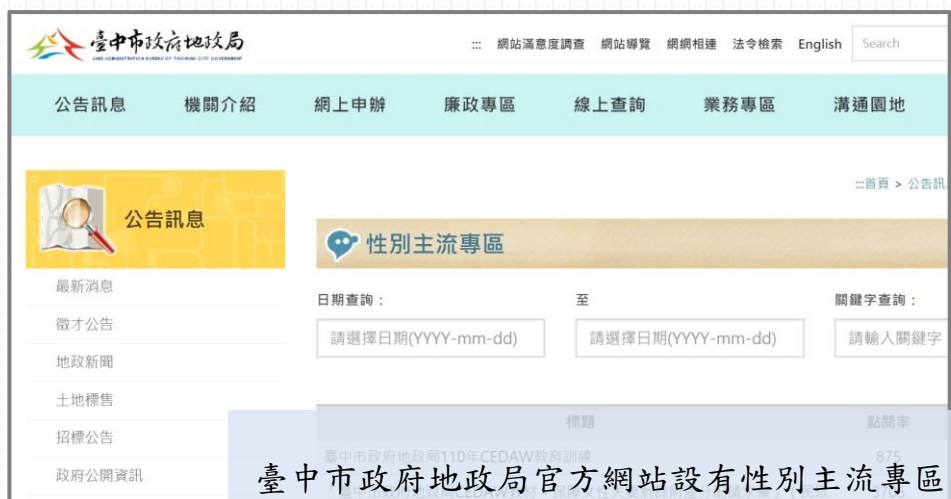 臺中市政府地政局
LAND ADMINISTRATION BUREAU OF TAICHUNG CITY GOVERNMENT
::: 網站滿意度調查 網站導覽 網網相連 法令檢索 English Search
公告訊息 機關介紹 網上申辦 廉政專區 線上查詢 業務專區 溝通園地
:::首頁 > 公告訊
公告訊息
性別主流專區
最新消息
徵才公告
地政新聞
土地標售
招標公告
政府公開資訊
日期查詢：
至
關鍵字查詢：
請選擇日期(YYYY-mm-dd)
請選擇日期(YYYY-mm-dd)
請輸入關鍵字
標題 點閱率
臺中市政府地政局110年CEDAW教育訓練 875
臺中市政府地政局官方網站設有性別主流專區